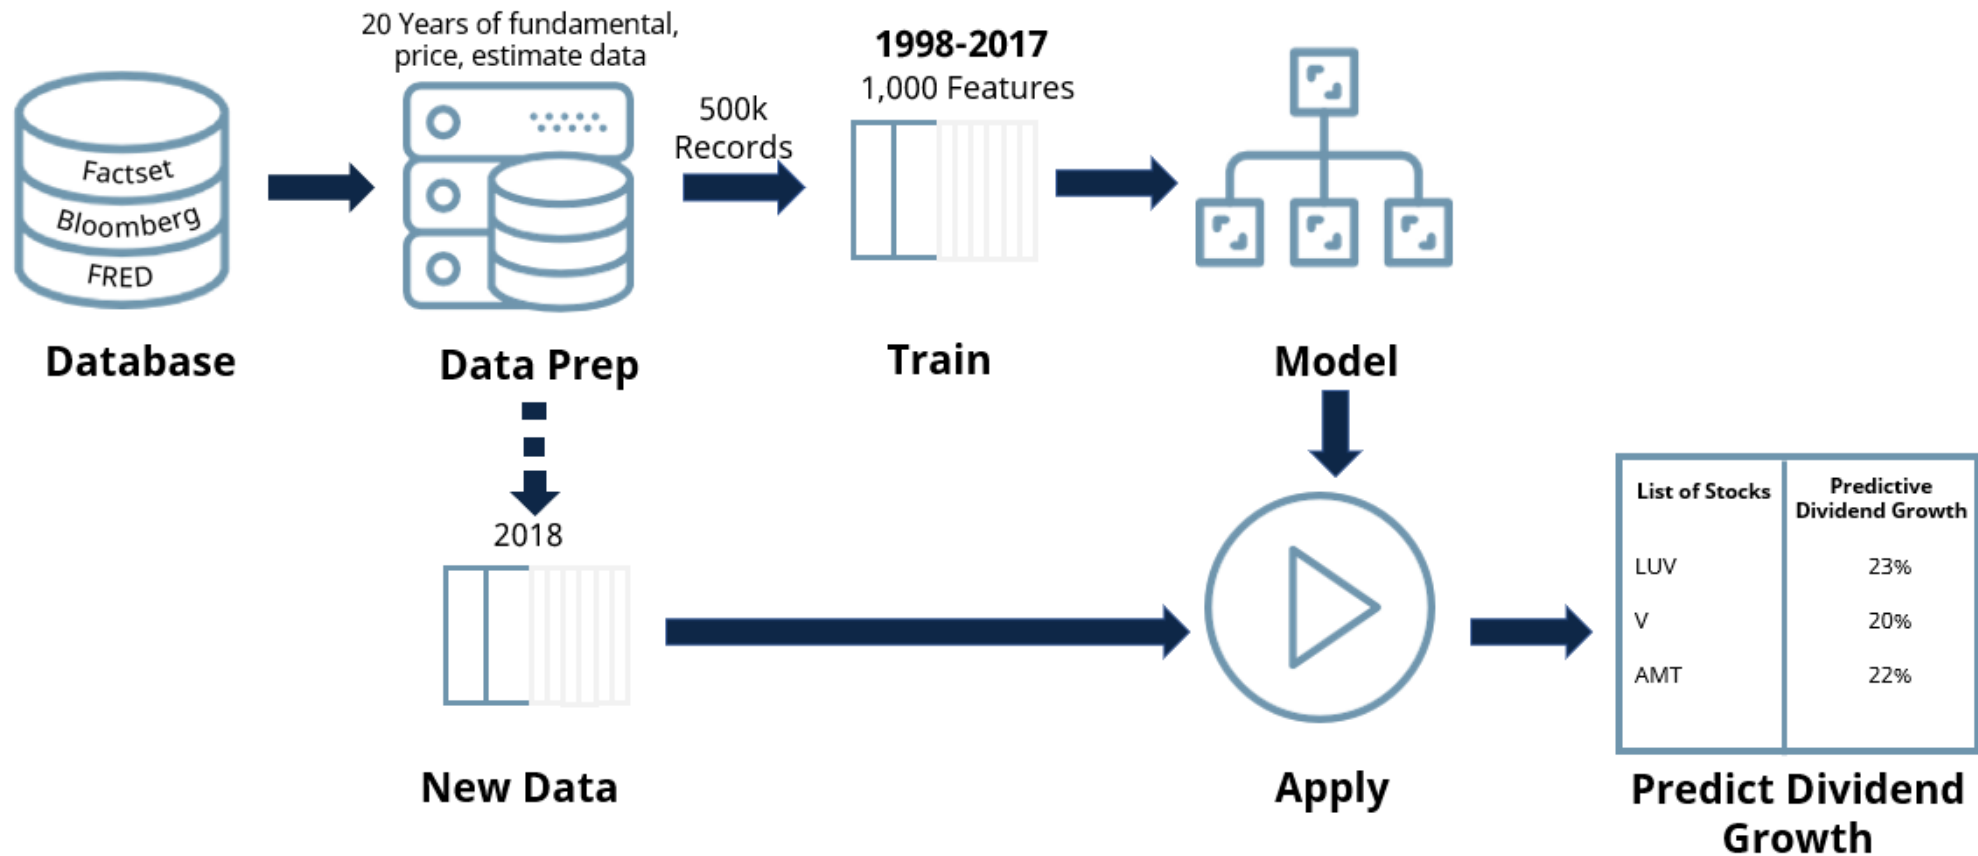 20 Years of fundamental,
price, estimate data
1998-2017
1,000 Features
500k
Records
Factset
Bloomberg
FRED
Database
Data Prep
Train
Model
2018
New Data
Apply
List of Stocks
Predictive
Dividend Growth
LUV
23%
V
20%
AMT
22%
Predict Dividend
Growth